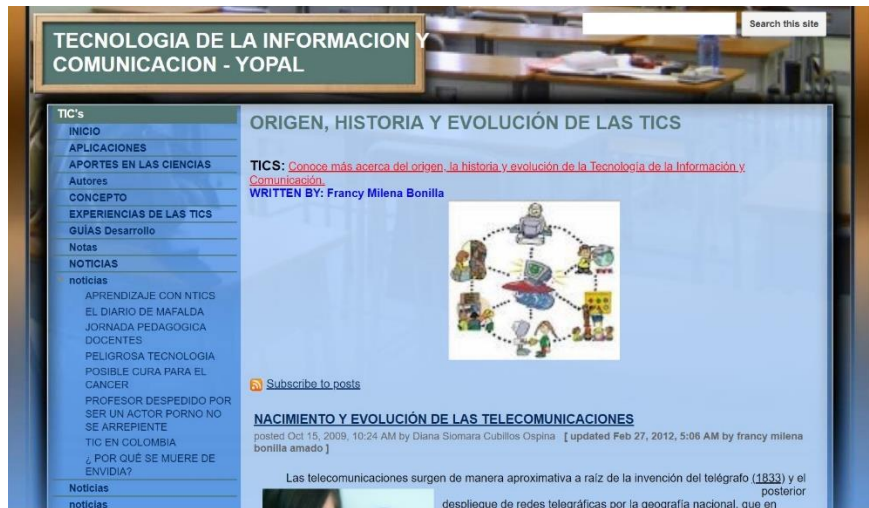 TECNOLOGIA DE LA INFORMACION Y
COMUNICACION - YOPAL
Search this site
TIC's
INICIO
APLICACIONES
APORTES EN LAS CIENCIAS
Autores
CONCEPTO
EXPERIENCIAS DE LAS TICS
GUÍAS Desarrollo
Notas
NOTICIAS
noticias
APRENDIZAJE CON NTICS
EL DIARIO DE MAFALDA
JORNADA PEDAGOGICA
DOCENTES
PELIGROSA TECNOLOGIA
POSIBLE CURA PARA EL
CANCER
PROFESOR DESPEDIDO POR
SER UN ACTOR PORNO NO
SE ARREPIENTE
TIC EN COLOMBIA
¿ POR QUÉ SE MUERE DE
ENVIDIA?
Noticias
noticias
ORIGEN, HISTORIA Y EVOLUCIÓN DE LAS TICS
TICS: Conoce más acerca del origen, la historia y evolución de la Tecnología de la Información y
Comunicación.
WRITTEN BY: Francy Milena Bonilla
Subscribe to posts
NACIMIENTO Y EVOLUCIÓN DE LAS TELECOMUNICACIONES
posted Oct 15, 2009, 10:24 AM by Diana Siomara Cubillos Ospina [ updated Feb 27, 2012, 5:06 AM by francy milena
bonilla amado ]
Las telecomunicaciones surgen de manera aproximativa a raíz de la invención del telégrafo (1833) y el
posterior
despliegue de redes telegráficas por la geografía nacional, que en